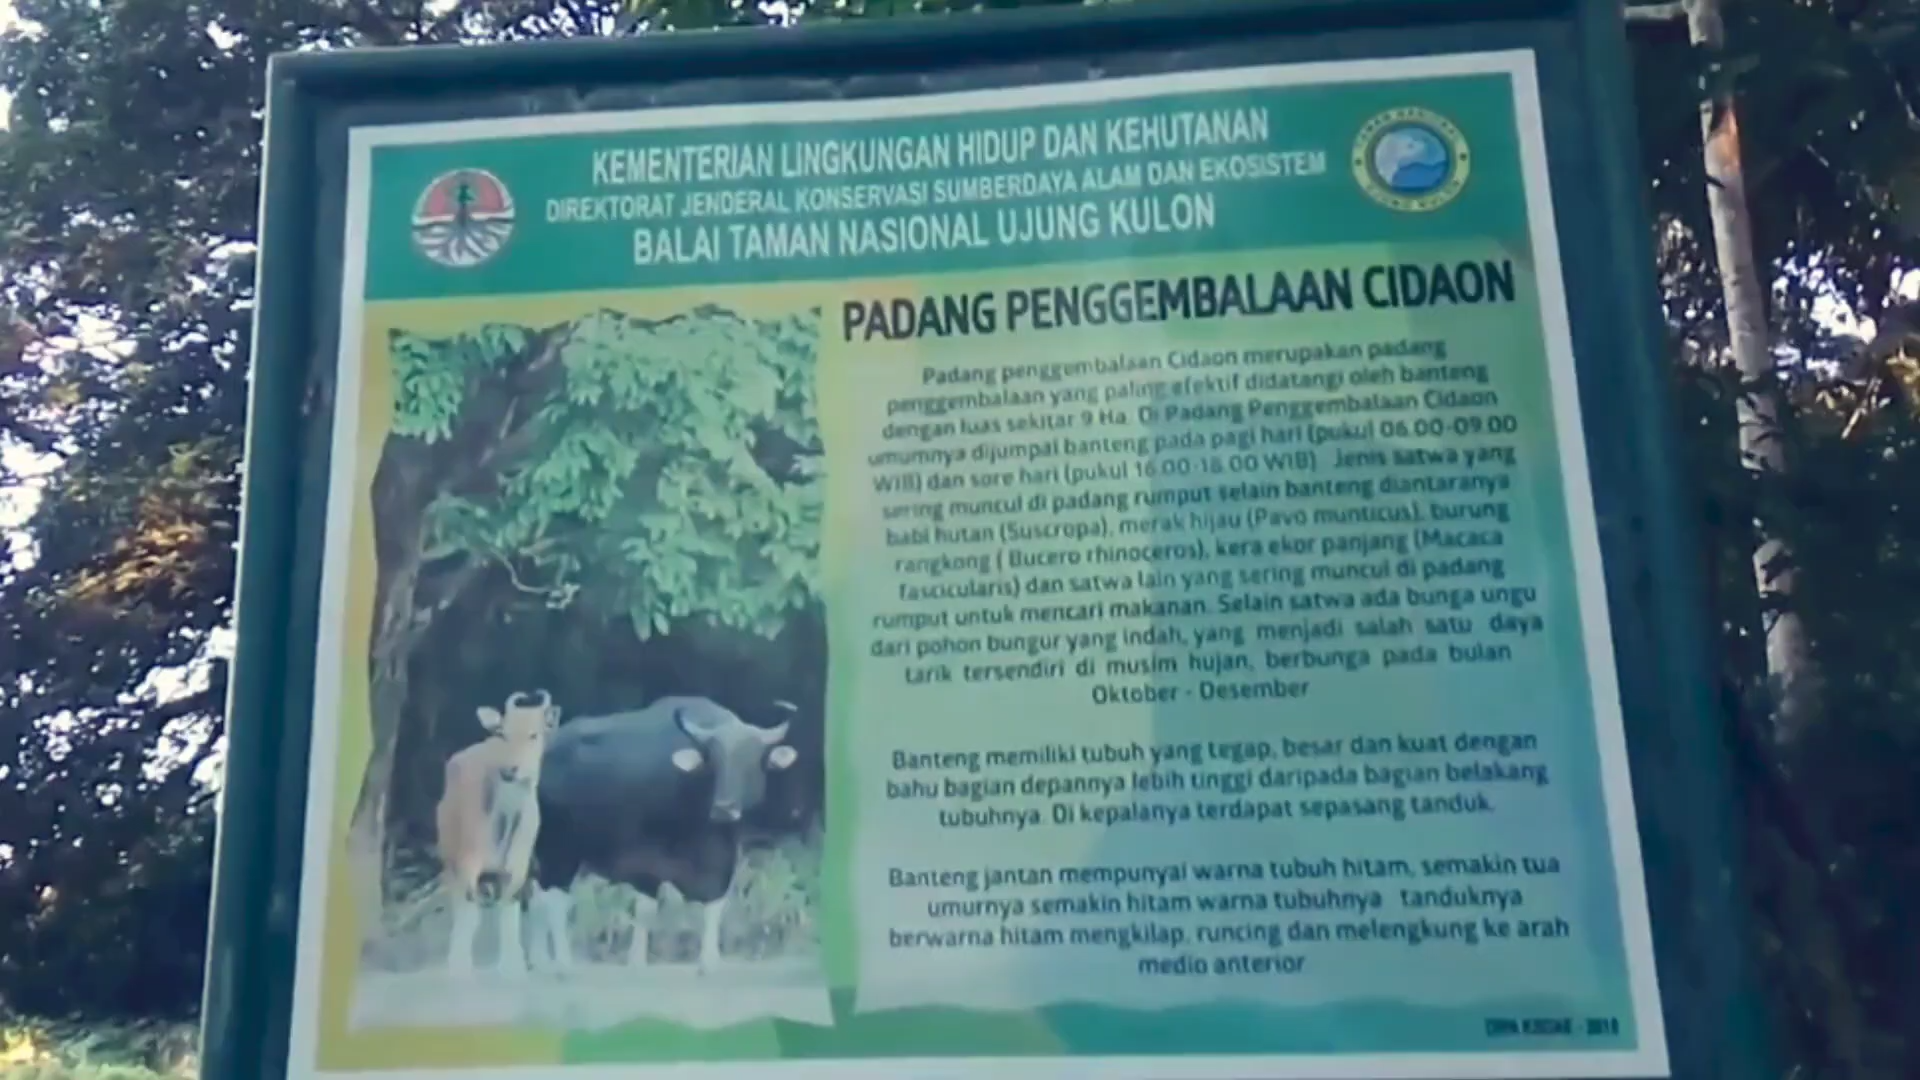 KEMENTERIAN LINGKUNGAN HIDUP DAN KEHUTANAN
DIREKTORAT JENDERAL KONSERVASI SUMBERDAYA ALAM DAN EKOSISTEM
BALAI TAMAN NASIONAL UJUNG KULON
PADANG PENGGEMBALAAN CIDAON
Padang penggembalaan Cidaon merupakan padang
penggembalaan yang paling efektif didatangi oleh banteng
dengan luas sekitar 9 Ha. Di Padang Penggembalaan Cidaon
umumnya dijumpai banteng pada pagi hari (pukul 06.00-09.00
WIB) dan sore hari (pukul 16.00-18.00 WIB). Jenis satwa yang
sering muncul di padang rumput selain banteng diantaranya
babi hutan (Suscropa), merak hijau (Pavo munticus), burung
rangkong ( Bucero rhinoceros), kera ekor panjang (Macaca
fascicularis) dan satwa lain yang sering muncul di padang
rumput untuk mencari makanan. Selain satwa ada bunga ungu
dari pohon bungur yang indah, yang menjadi salah satu daya
tarik tersendiri di musim hujan, berbunga pada bulan
Oktober - Desember
Banteng memiliki tubuh yang tegap, besar dan kuat dengan
bahu bagian depannya lebih tinggi daripada bagian belakang
tubuhnya. Di kepalanya terdapat sepasang tanduk.
Banteng jantan mempunyai warna tubuh hitam, semakin tua
umurnya semakin hitam warna tubuhnya tanduknya
berwarna hitam mengkilap, runcing dan melengkung ke arah
medio anterior